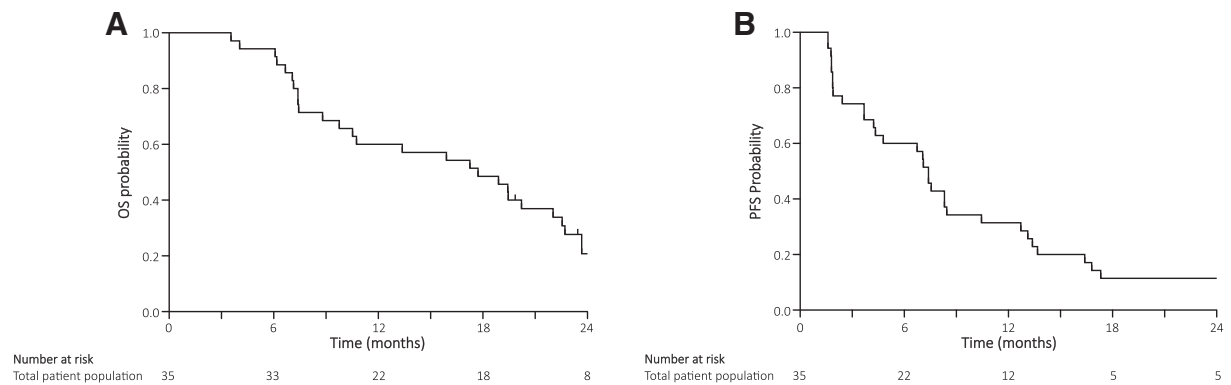 A
OS probability
1.0
0.8
0.6
0.4
0.2
0.0
0 6 12 18 24
Time (months)
Number at risk
Total patient population 35 33 22 18 8
B
PFS Probability
1.0
0.8
0.6
0.4
0.2
0.0
0 6 12 18 24
Time (months)
Number at risk
Total patient population 35 22 12 5 5